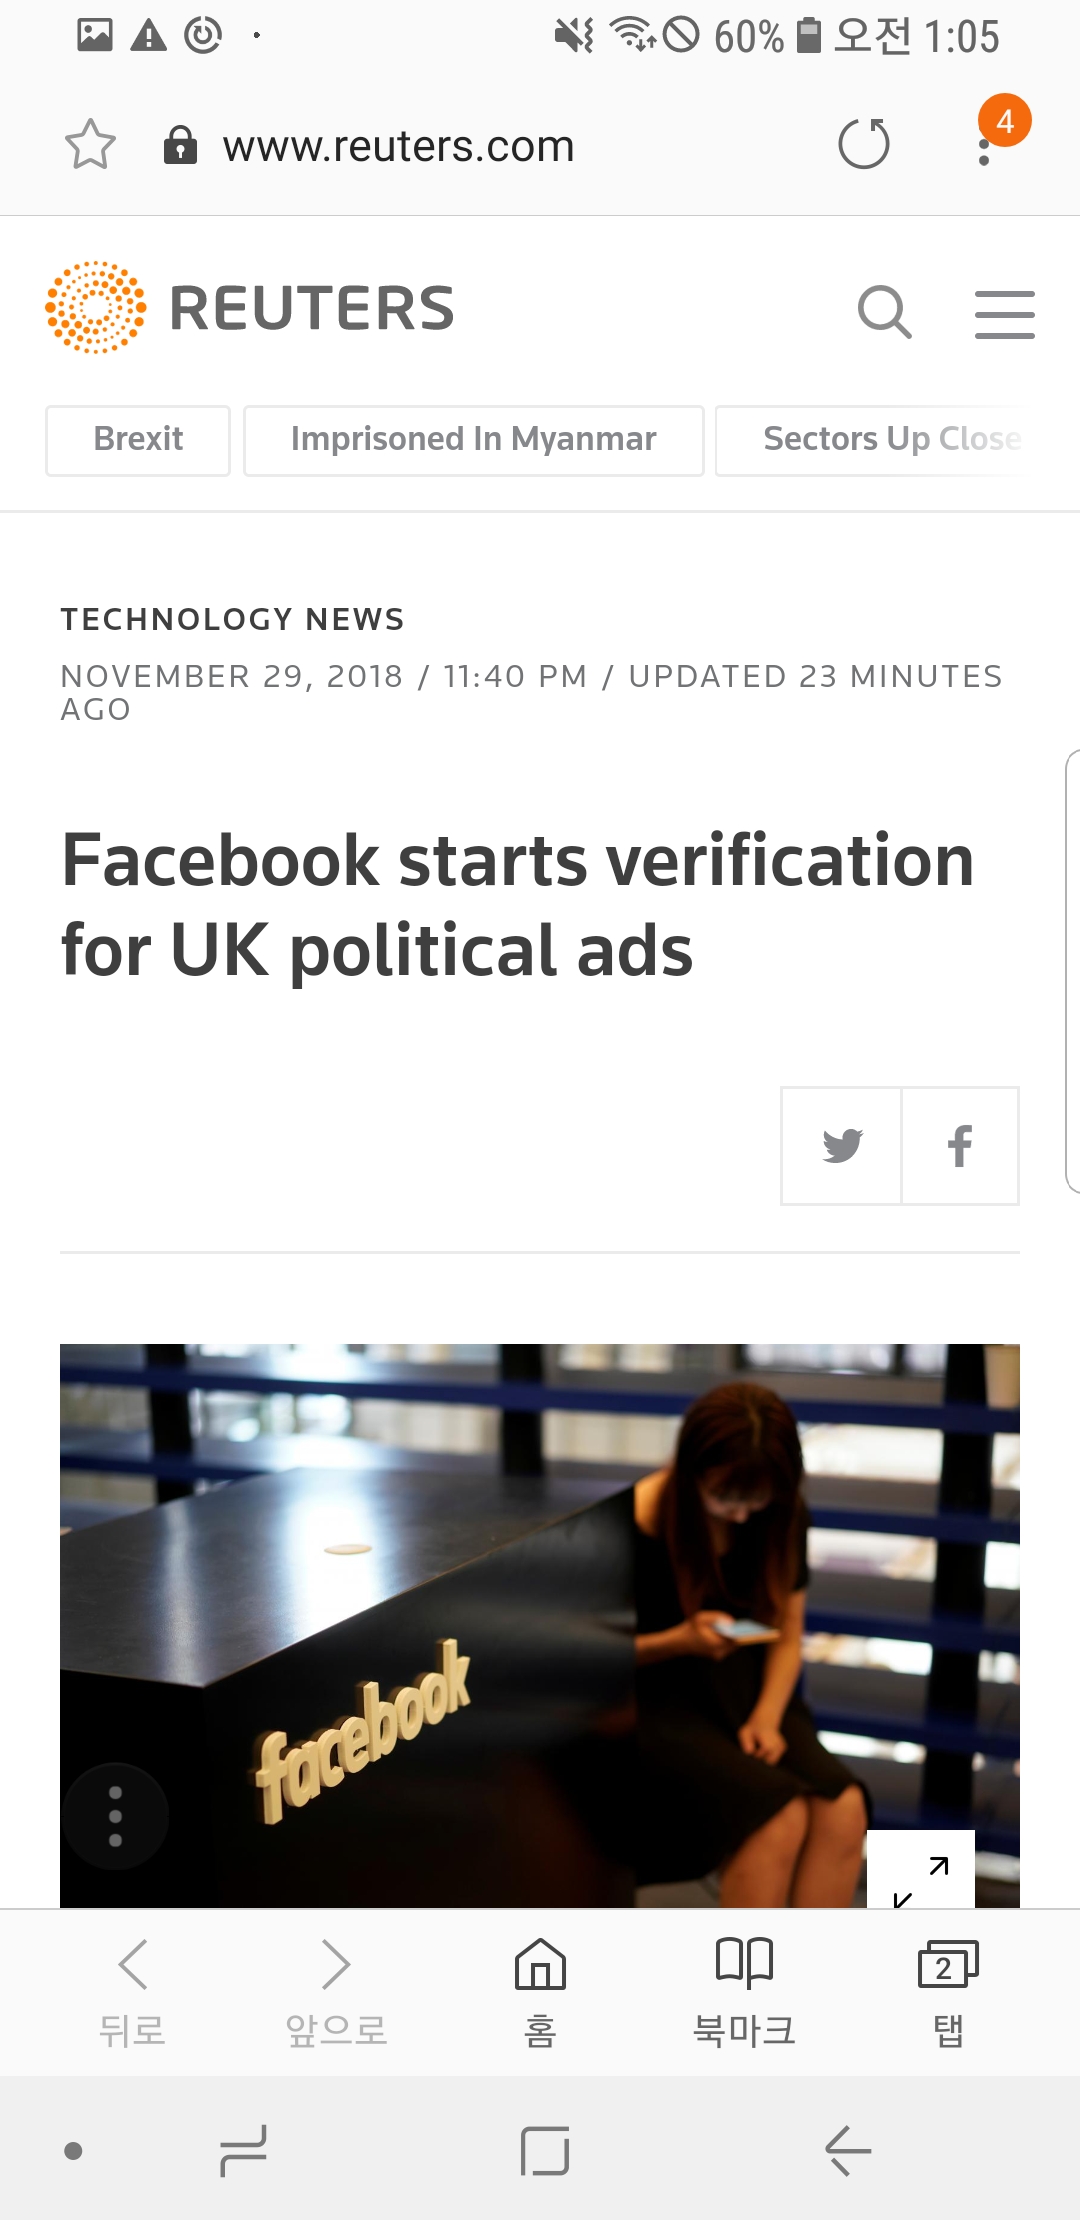 60% 오전 1:05
www.reuters.com
4
REUTERS
Brexit Imprisoned In Myanmar Sectors Up Close
TECHNOLOGY NEWS
NOVEMBER 29, 2018 / 11:40 PM / UPDATED 23 MINUTES
AGO
Facebook starts verification
for UK political ads
facebook
2
뒤로 앞으로 홈 북마크 탭